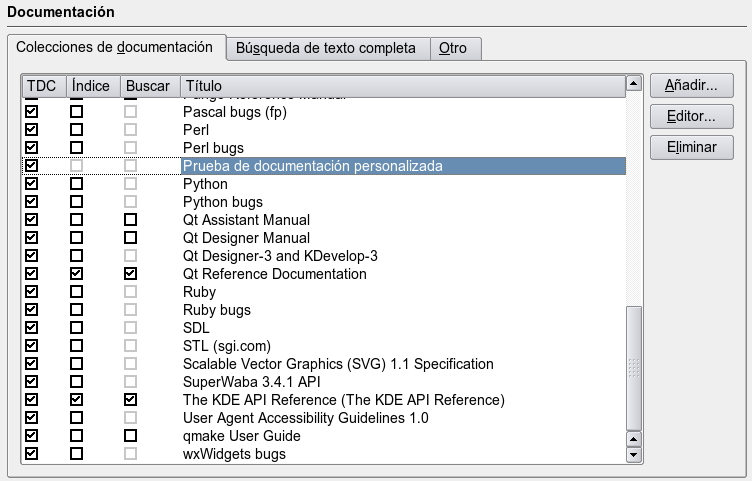 Documentación
Colecciones de documentación Búsqueda de texto completa Otro
TDC Índice Buscar Título
Añadir...
Pascal bugs (fp)
Editor...
Perl
Perl bugs
Eliminar
Prueba de documentación personalizada
Python
Python bugs
Qt Assistant Manual
Qt Designer Manual
Qt Designer-3 and KDevelop-3
Qt Reference Documentation
Ruby
Ruby bugs
SDL
STL (sgi.com)
Scalable Vector Graphics (SVG) 1.1 Specification
SuperWaba 3.4.1 API
The KDE API Reference (The KDE API Reference)
User Agent Accessibility Guidelines 1.0
qmake User Guide
wxWidgets bugs